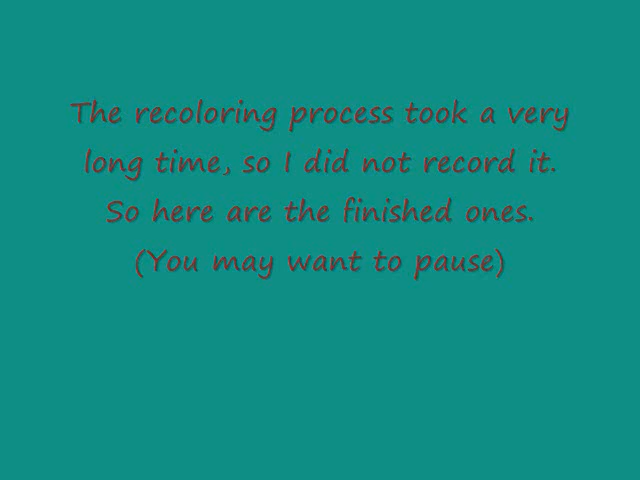 The recoloring process took a very
long time, so I did not record it.
So here are the finished ones.
(You may want to pause)